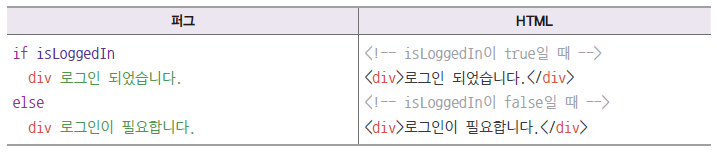 퍼그 HTML
if isLoggedIn <!-- isLoggedIn이 true일 때 -->
div 로그인 되었습니다. <div>로그인 되었습니다.</div>
else <!-- isLoggedIn이 false일 때 -->
div 로그인이 필요합니다. <div>로그인이 필요합니다.</div>